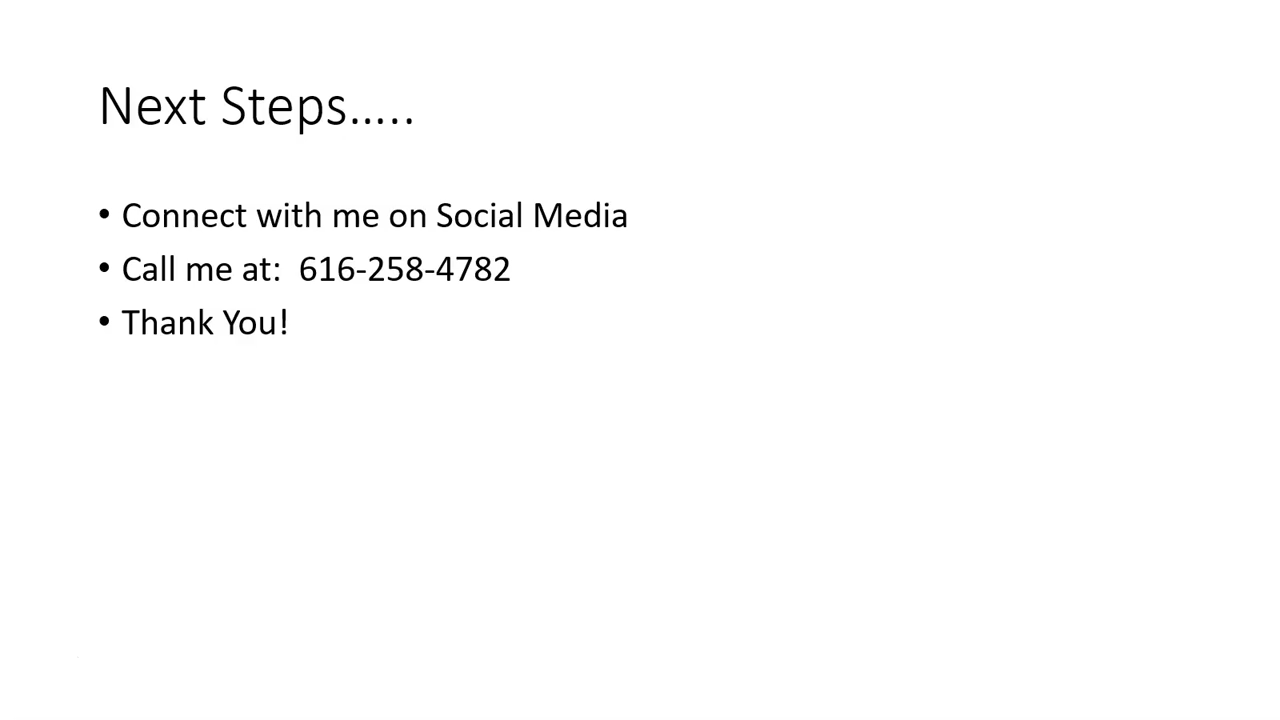 Next Steps.....
• Connect with me on Social Media
• Call me at:  616-258-4782
• Thank You!